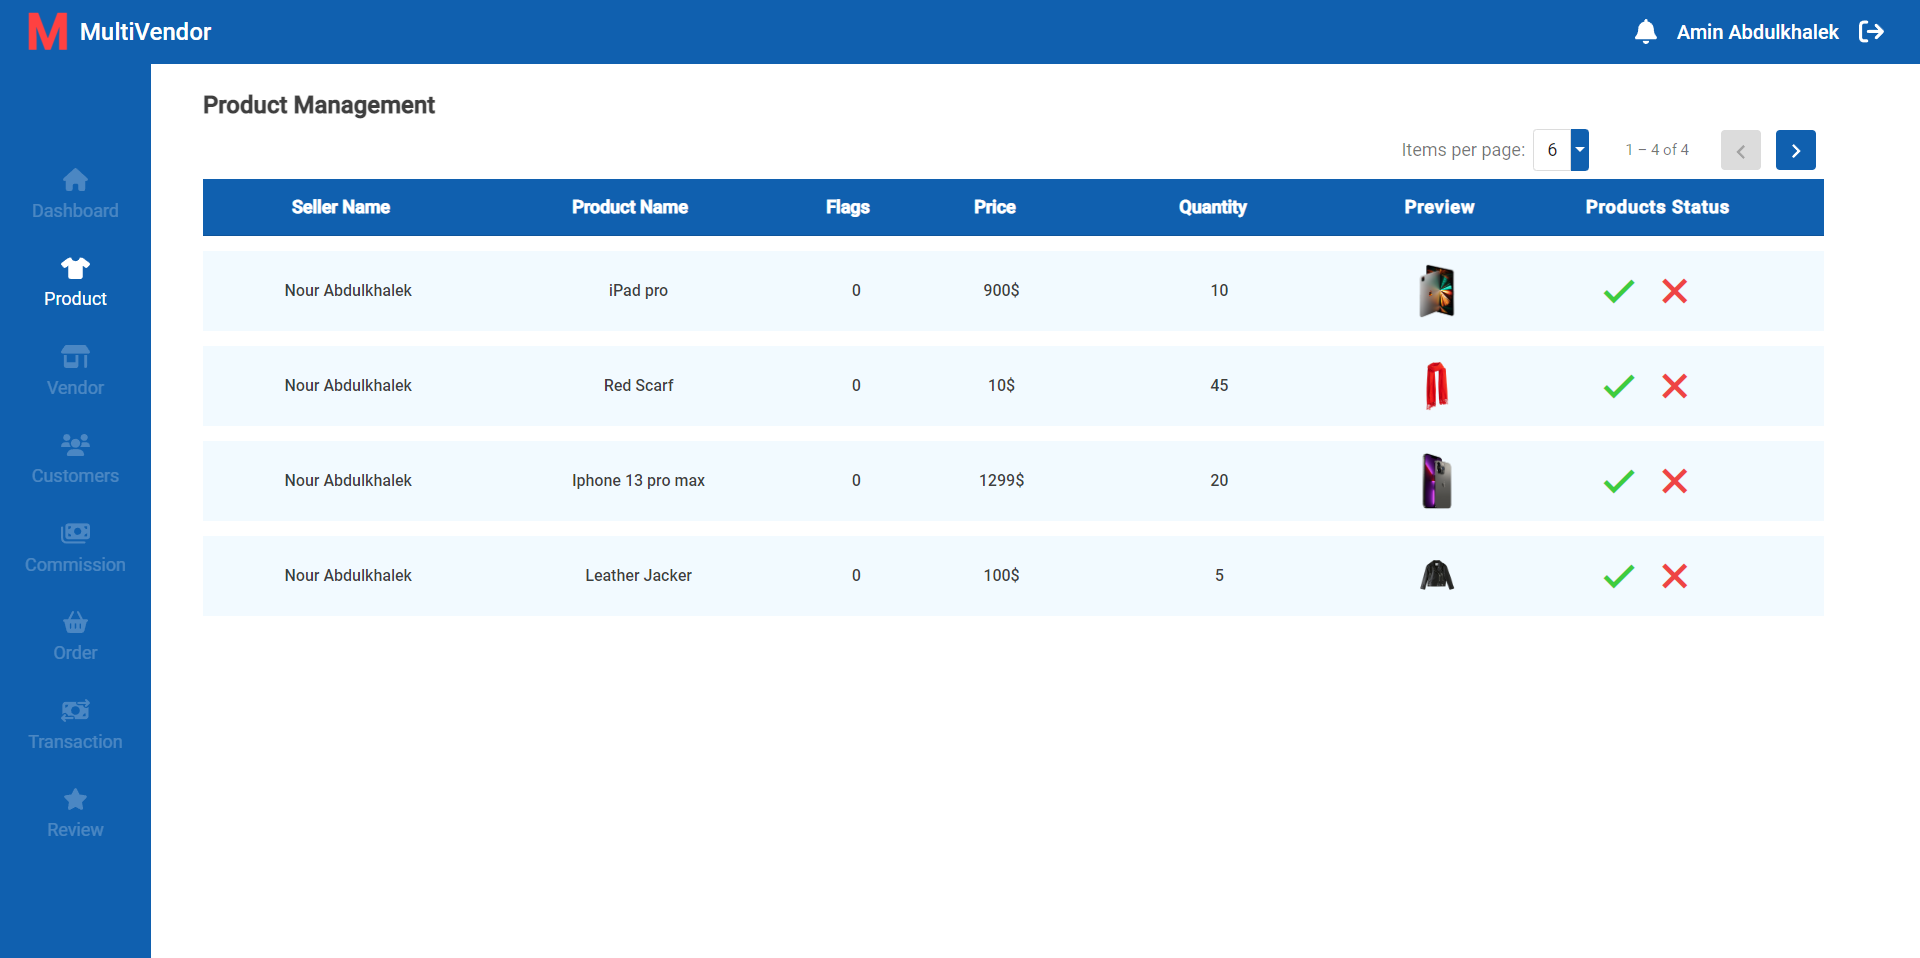 M MultiVendor
Amin Abdulkhalek
Dashboard
Product
Vendor
Customers
Commission
Order
Transaction
Review
Product Management
Items per page: 6 1 – 4 of 4
Seller Name Product Name Flags Price Quantity Preview Products Status
Nour Abdulkhalek iPad pro 0 900$ 10
Nour Abdulkhalek Red Scarf 0 10$ 45
Nour Abdulkhalek Iphone 13 pro max 0 1299$ 20
Nour Abdulkhalek Leather Jacker 0 100$ 5